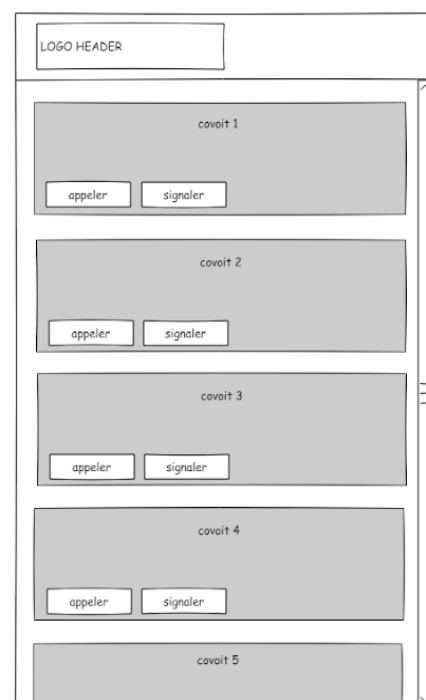 LOGO HEADER
covoit 1
appeler signaler
covoit 2
appeler signaler
covoit 3
appeler signaler
covoit 4
appeler signaler
covoit 5